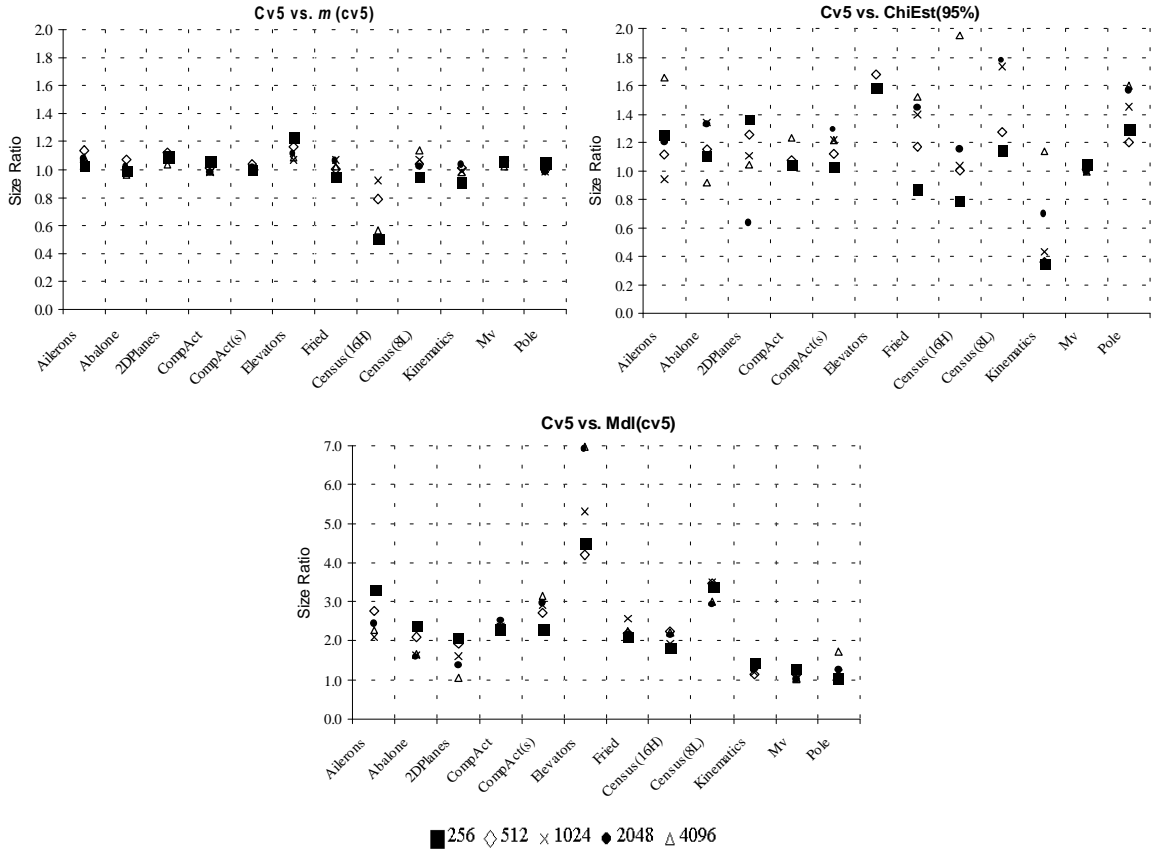 Cv5 vs. m (cv5)
Size Ratio
2.0
1.8
1.6
1.4
1.2
1.0
0.8
0.6
0.4
0.2
0.0
Ailerons
Abalone
2DPlanes
CompAct
CompAct(s)
Elevators
Fried
Census(16H)
Census(8L)
Kinematics
Mv
Pole
Cv5 vs. ChiEst(95%)
Size Ratio
2.0
1.8
1.6
1.4
1.2
1.0
0.8
0.6
0.4
0.2
0.0
Ailerons
Abalone
2DPlanes
CompAct
CompAct(s)
Elevators
Fried
Census(16H)
Census(8L)
Kinematics
Mv
Pole
Cv5 vs. Mdl(cv5)
Size Ratio
7.0
6.0
5.0
4.0
3.0
2.0
1.0
0.0
Ailerons
Abalone
2DPlanes
CompAct
CompAct(s)
Elevators
Fried
Census(16H)
Census(8L)
Kinematics
Mv
Pole
256 512 1024 2048 4096